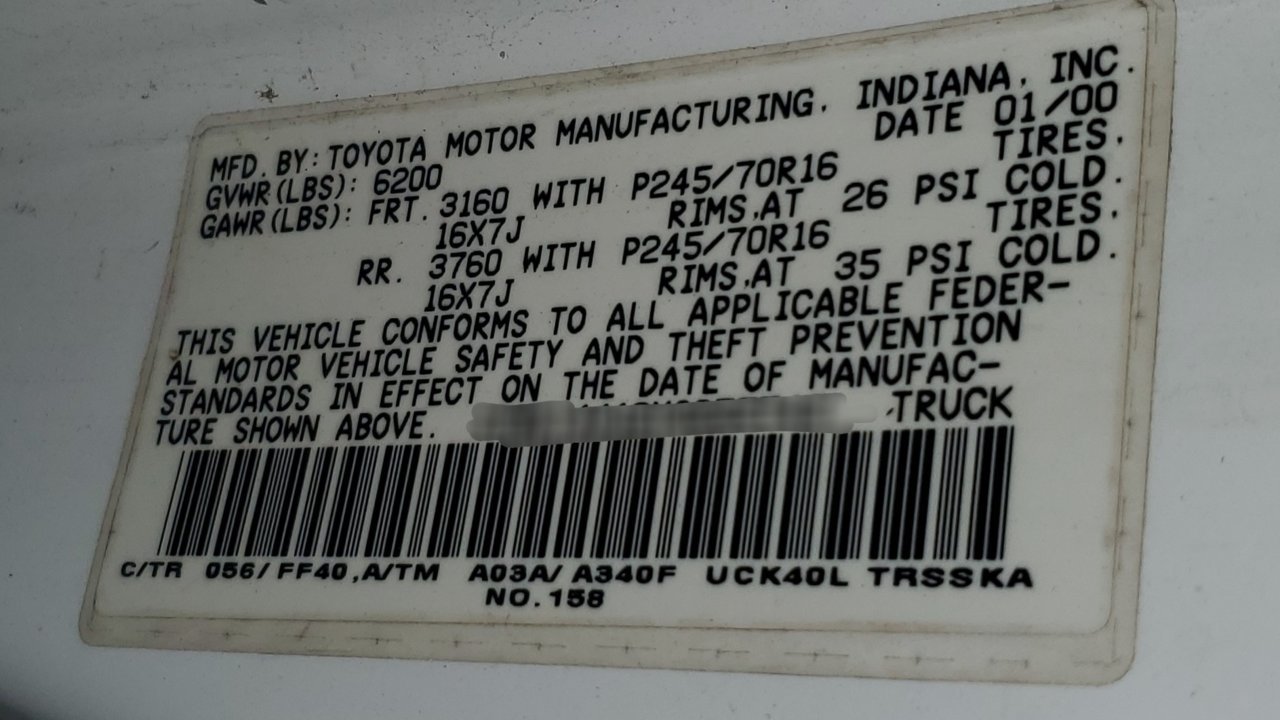 MFD. BY: TOYOTA MOTOR MANUFACTURING, INDIANA, INC.
GVWR(LBS): 6200 DATE 01/00
GAWR(LBS): FRT. 3160 WITH P245/70R16 TIRES.
16X7J RIMS,AT 26 PSI COLD.
RR. 3760 WITH P245/70R16 TIRES.
16X7J RIMS,AT 35 PSI COLD.
THIS VEHICLE CONFORMS TO ALL APPLICABLE FEDER-
AL MOTOR VEHICLE SAFETY AND THEFT PREVENTION
STANDARDS IN EFFECT ON THE DATE OF MANUFAC-
TURE SHOWN ABOVE. TRUCK
C/TR 056/FF40,A/TM A03A/A340F UCK40L TRSSKA
NO.158